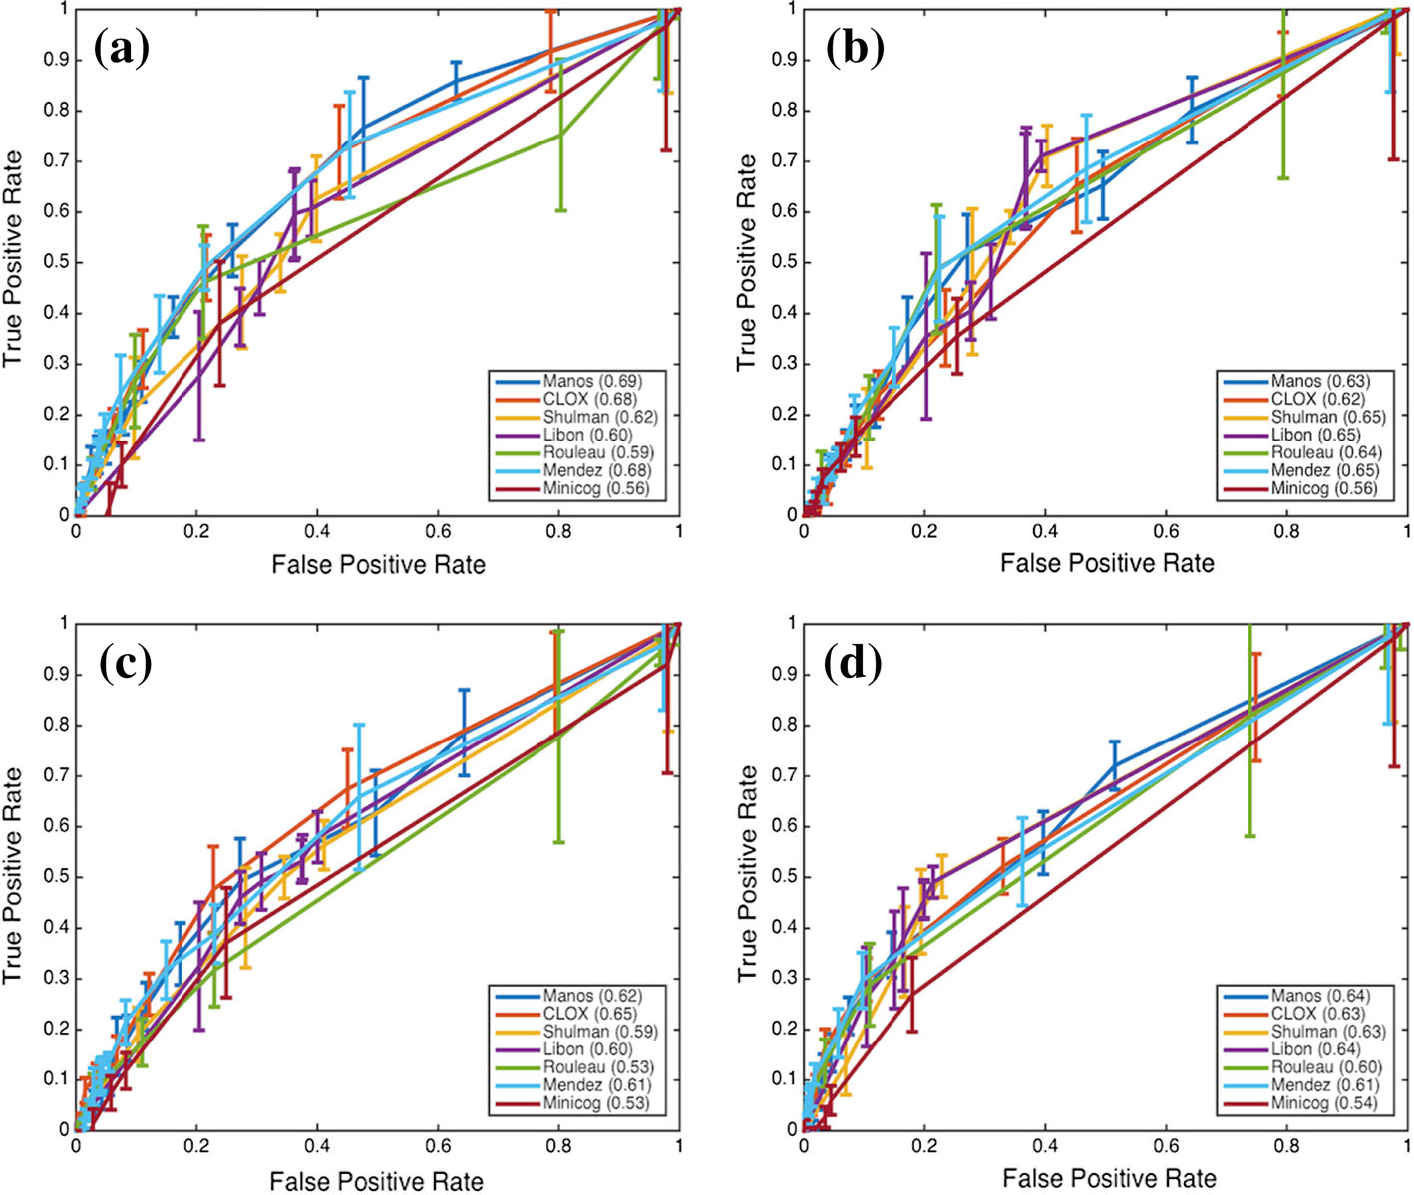 (a)
1
0.9
0.8
0.7
0.6
0.5
0.4
0.3
0.2
0.1
0
True Positive Rate
Manos (0.69)
CLOX (0.68)
Shulman (0.62)
Libon (0.60)
Rouleau (0.59)
Mendez (0.68)
Minicog (0.56)
0 0.2 0.4 0.6 0.8 1
False Positive Rate
(b)
1
0.9
0.8
0.7
0.6
0.5
0.4
0.3
0.2
0.1
0
True Positive Rate
Manos (0.63)
CLOX (0.62)
Shulman (0.65)
Libon (0.65)
Rouleau (0.64)
Mendez (0.65)
Minicog (0.56)
0 0.2 0.4 0.6 0.8 1
False Positive Rate
(c)
1
0.9
0.8
0.7
0.6
0.5
0.4
0.3
0.2
0.1
0
True Positive Rate
Manos (0.62)
CLOX (0.65)
Shulman (0.59)
Libon (0.60)
Rouleau (0.53)
Mendez (0.61)
Minicog (0.53)
0 0.2 0.4 0.6 0.8 1
False Positive Rate
(d)
1
0.9
0.8
0.7
0.6
0.5
0.4
0.3
0.2
0.1
0
True Positive Rate
Manos (0.64)
CLOX (0.63)
Shulman (0.63)
Libon (0.64)
Rouleau (0.60)
Mendez (0.61)
Minicog (0.54)
0 0.2 0.4 0.6 0.8 1
False Positive Rate